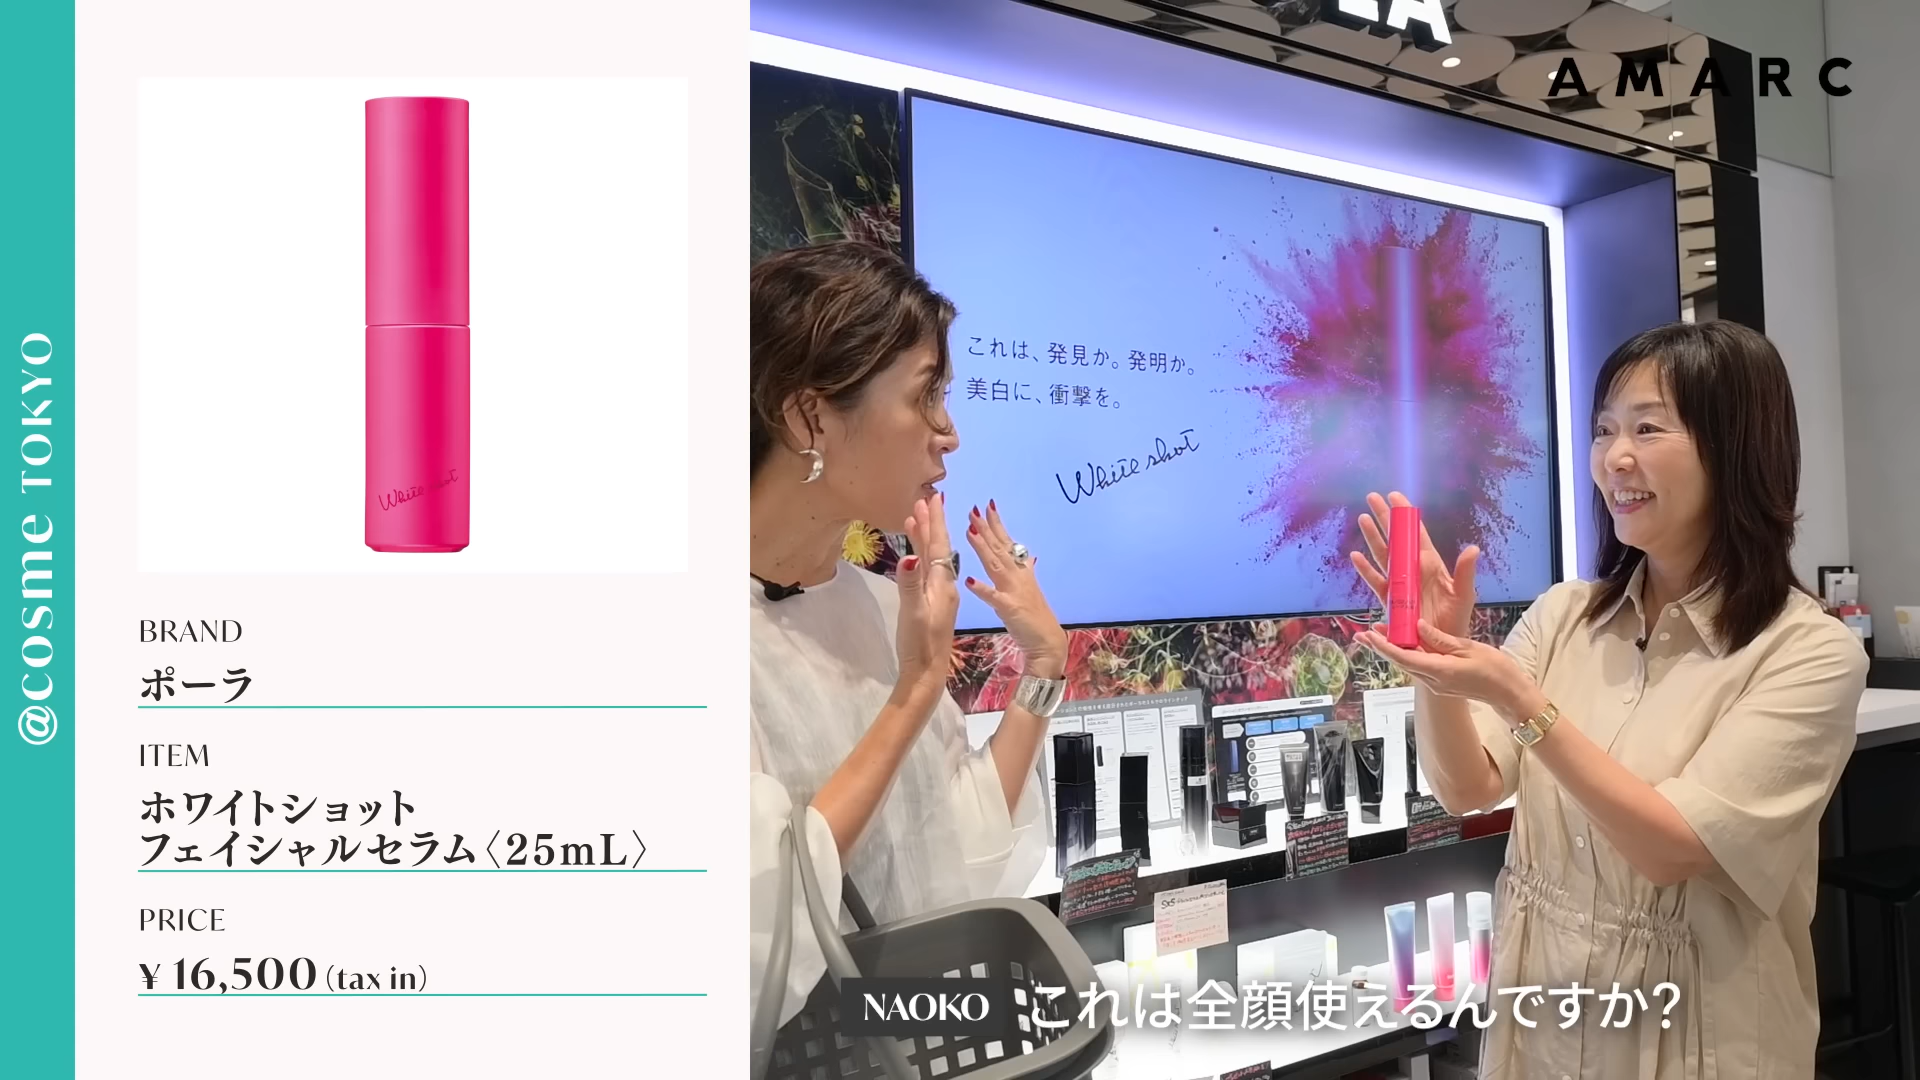 @cosme TOKYO
White shot
BRAND
ポーラ
ITEM
ホワイトショット
フェイシャルセラム〈25mL〉
PRICE
¥ 16,500 (tax in)
LA
AMARC
これは、発見か。発明か。
美白に、衝撃を。
White shot
NAOKO これは全顔使えるんですか?